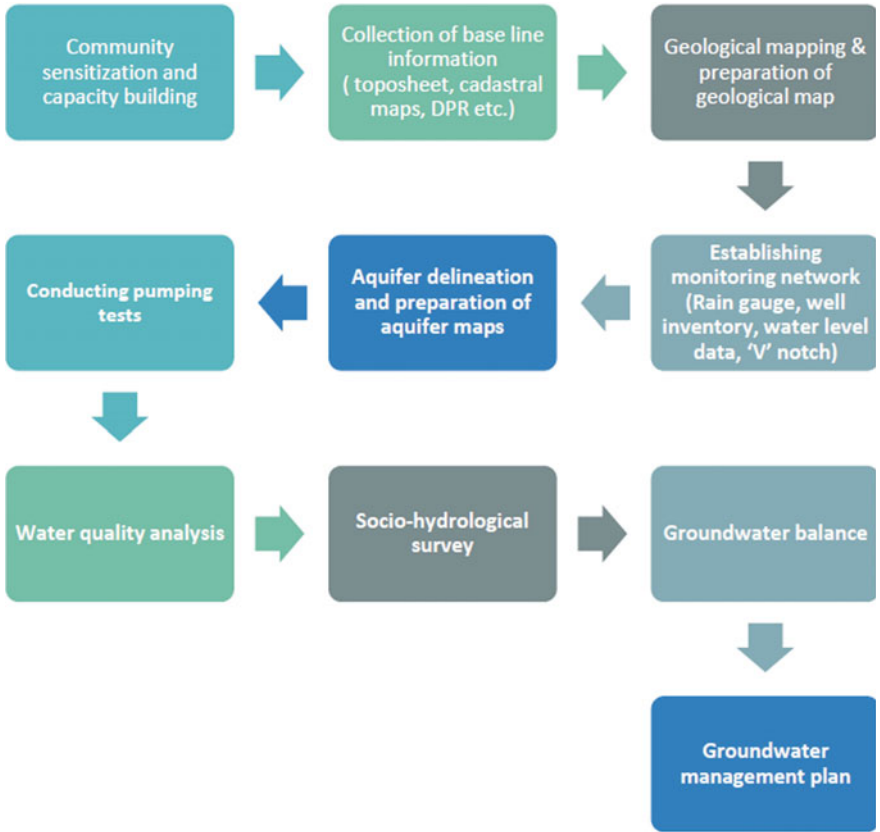 Community
sensitization and
capacity building
Collection of base line
information
( toposheet, cadastral
maps, DPR etc.)
Geological mapping &
preparation of
geological map
Establishing
monitoring network
(Rain gauge, well
inventory, water level
data, ‘V’ notch)
Aquifer delineation
and preparation of
aquifer maps
Conducting pumping
tests
Water quality analysis
Socio-hydrological
survey
Groundwater balance
Groundwater
management plan